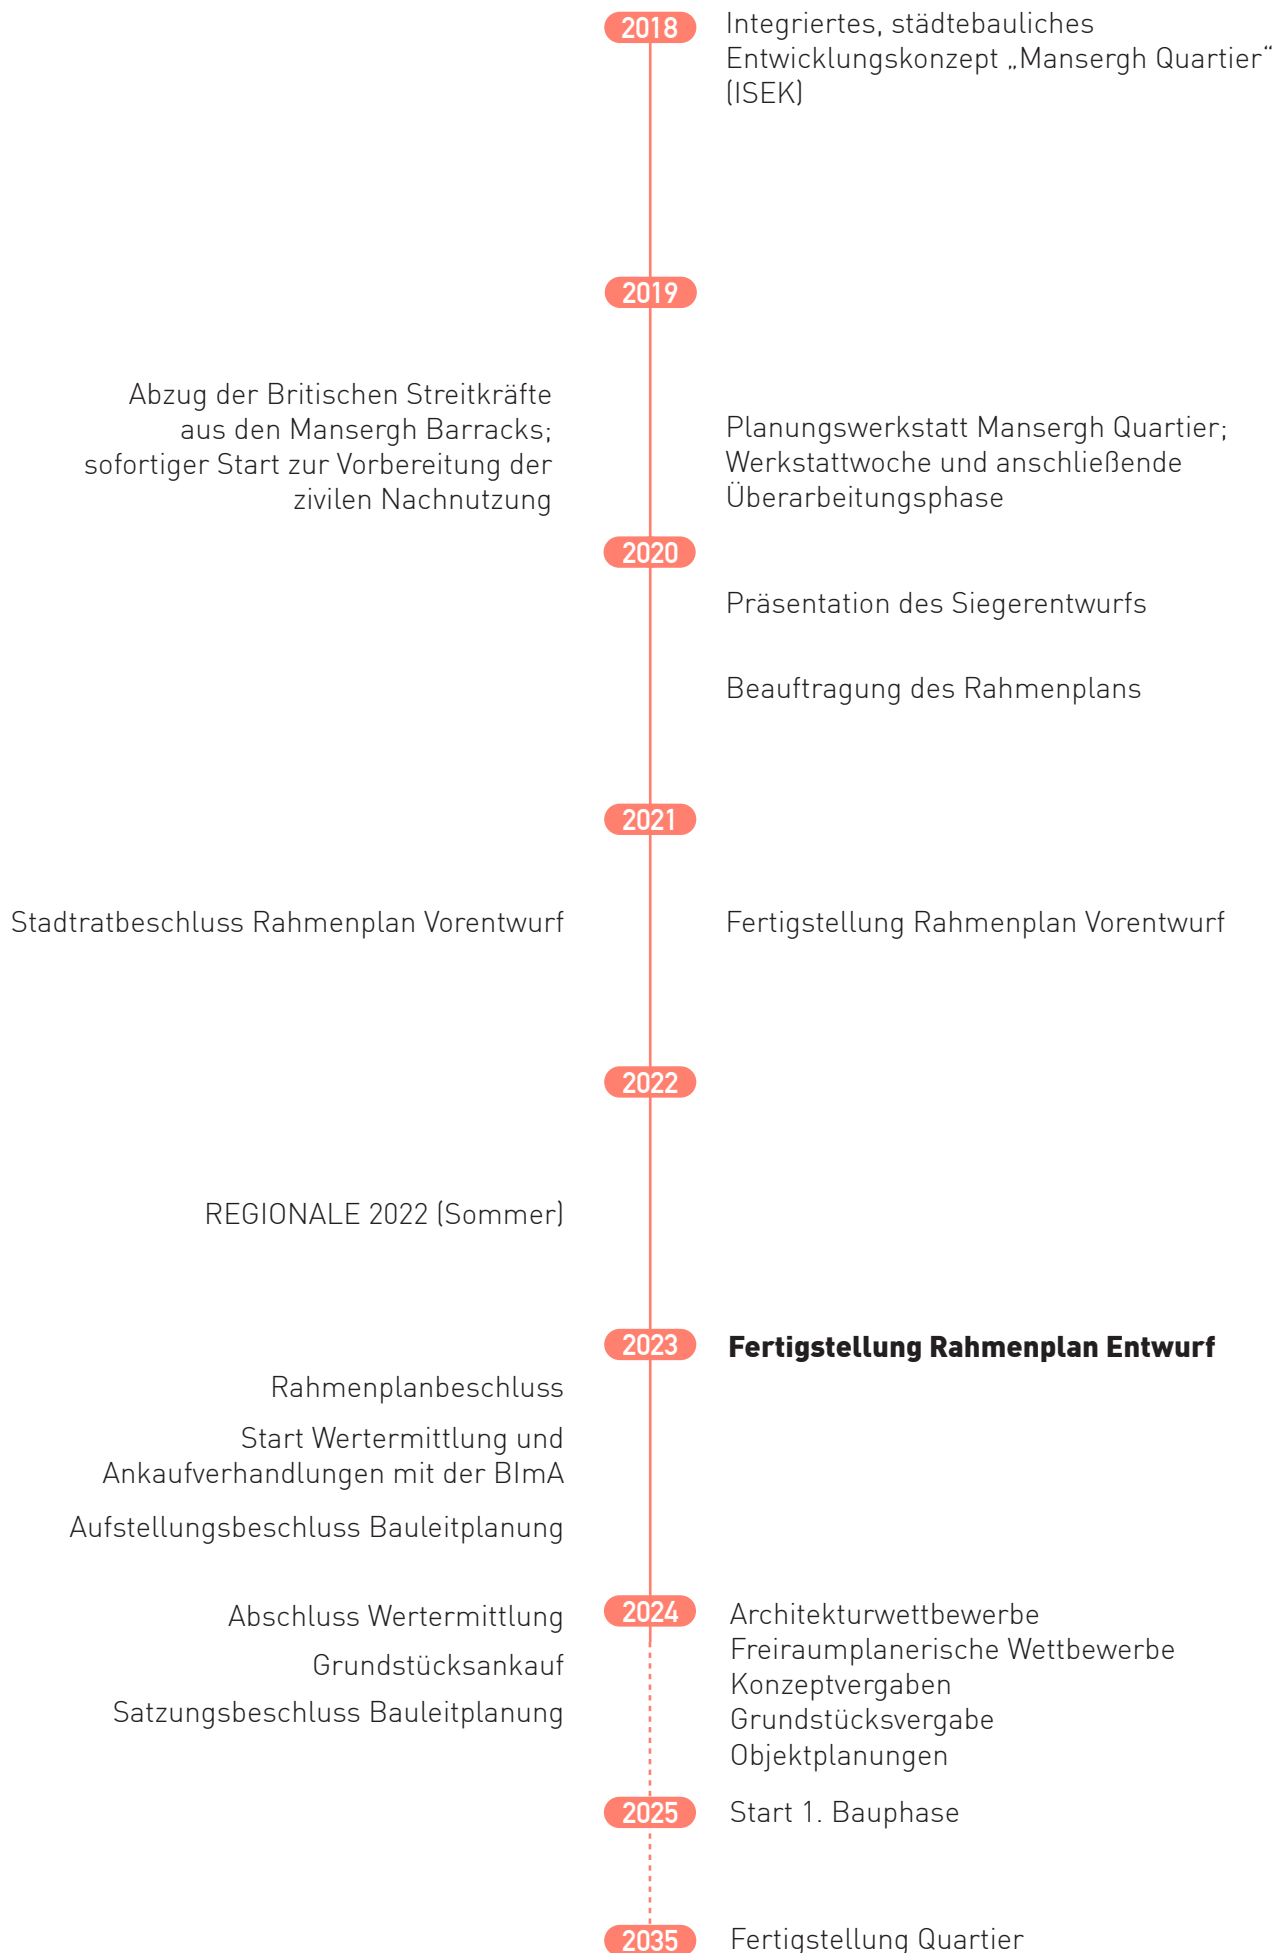 2018
Integriertes, städtebauliches
Entwicklungskonzept „Mansergh Quartier“
(ISEK)
2019
Abzug der Britischen Streitkräfte
aus den Mansergh Barracks;
sofortiger Start zur Vorbereitung der
zivilen Nachnutzung
Planungswerkstatt Mansergh Quartier;
Werkstattwoche und anschließende
Überarbeitungsphase
2020
Präsentation des Siegerentwurfs
Beauftragung des Rahmenplans
2021
Stadtratbeschluss Rahmenplan Vorentwurf
Fertigstellung Rahmenplan Vorentwurf
2022
REGIONALE 2022 (Sommer)
2023
Fertigstellung Rahmenplan Entwurf
Rahmenplanbeschluss
Start Wertermittlung und
Ankaufverhandlungen mit der BImA
Aufstellungsbeschluss Bauleitplanung
2024
Abschluss Wertermittlung
Grundstücksankauf
Satzungsbeschluss Bauleitplanung
Architekturwettbewerbe
Freiraumplanerische Wettbewerbe
Konzeptvergaben
Grundstücksvergabe
Objektplanungen
2025
Start 1. Bauphase
2035
Fertigstellung Quartier